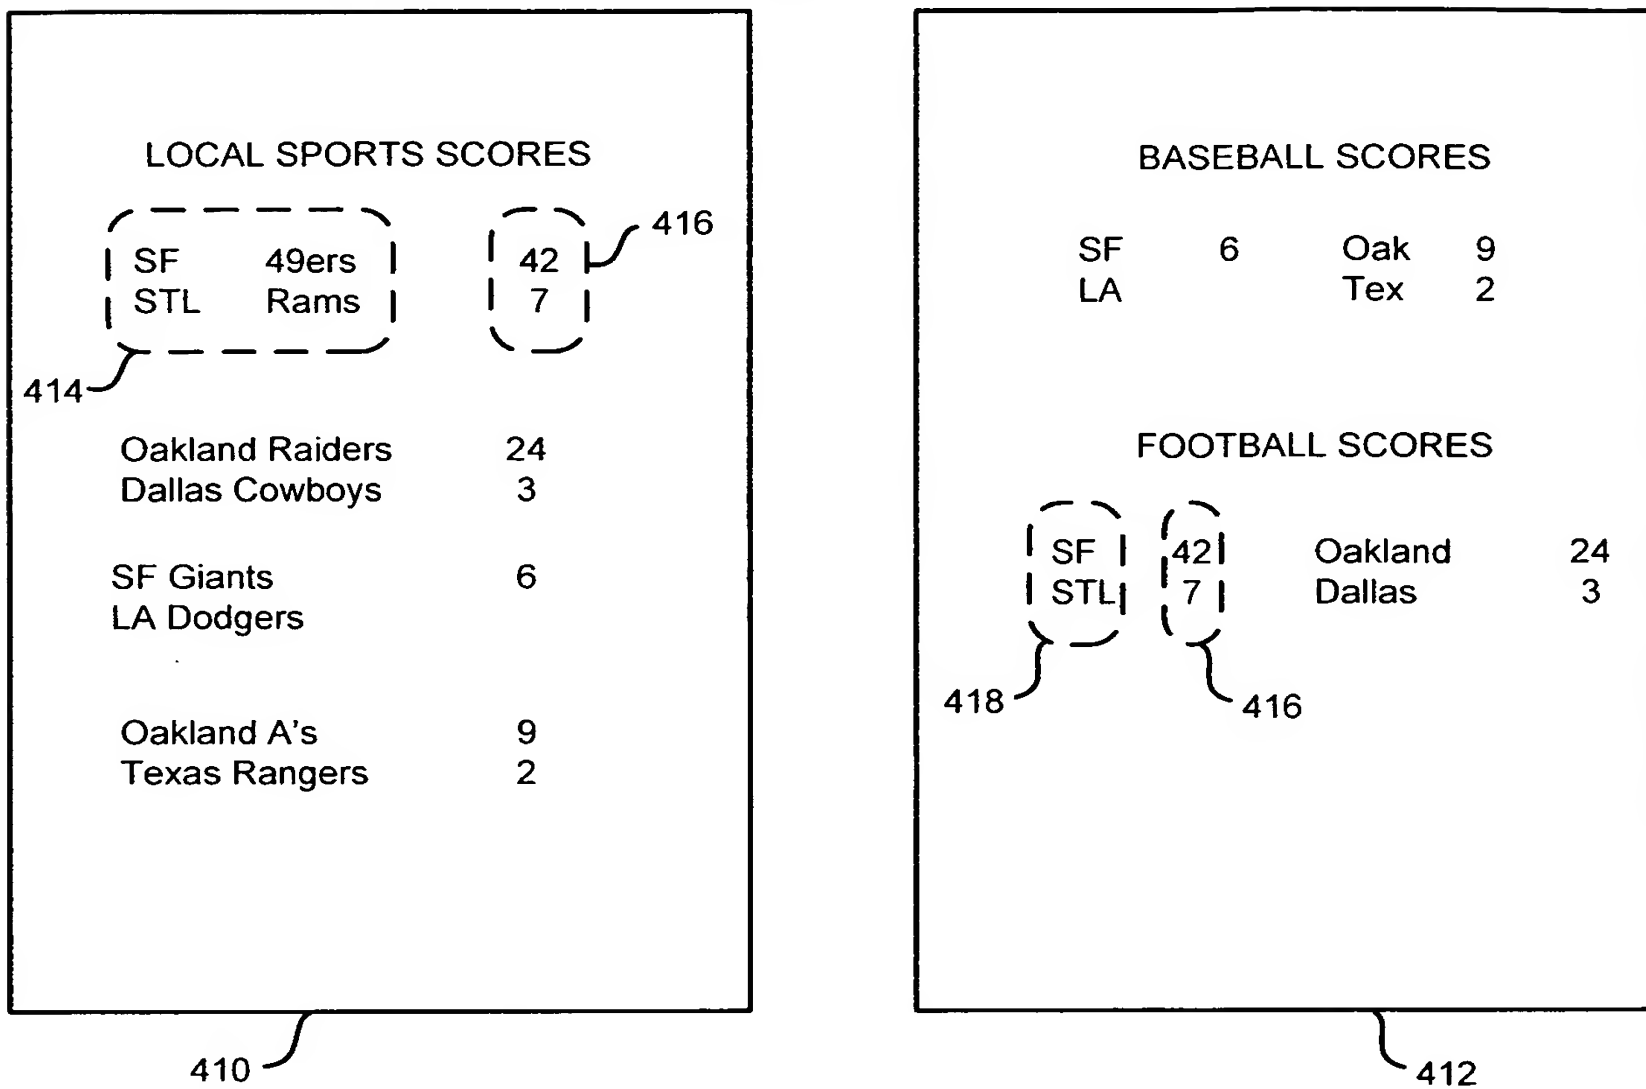 LOCAL SPORTS SCORES
416
SF 49ers 42
STL Rams 7
414
Oakland Raiders 24
Dallas Cowboys 3
SF Giants 6
LA Dodgers
Oakland A's 9
Texas Rangers 2
410
BASEBALL SCORES
SF 6 Oak 9
LA Tex 2
FOOTBALL SCORES
SF 42 Oakland 24
STL 7 Dallas 3
418 416
412